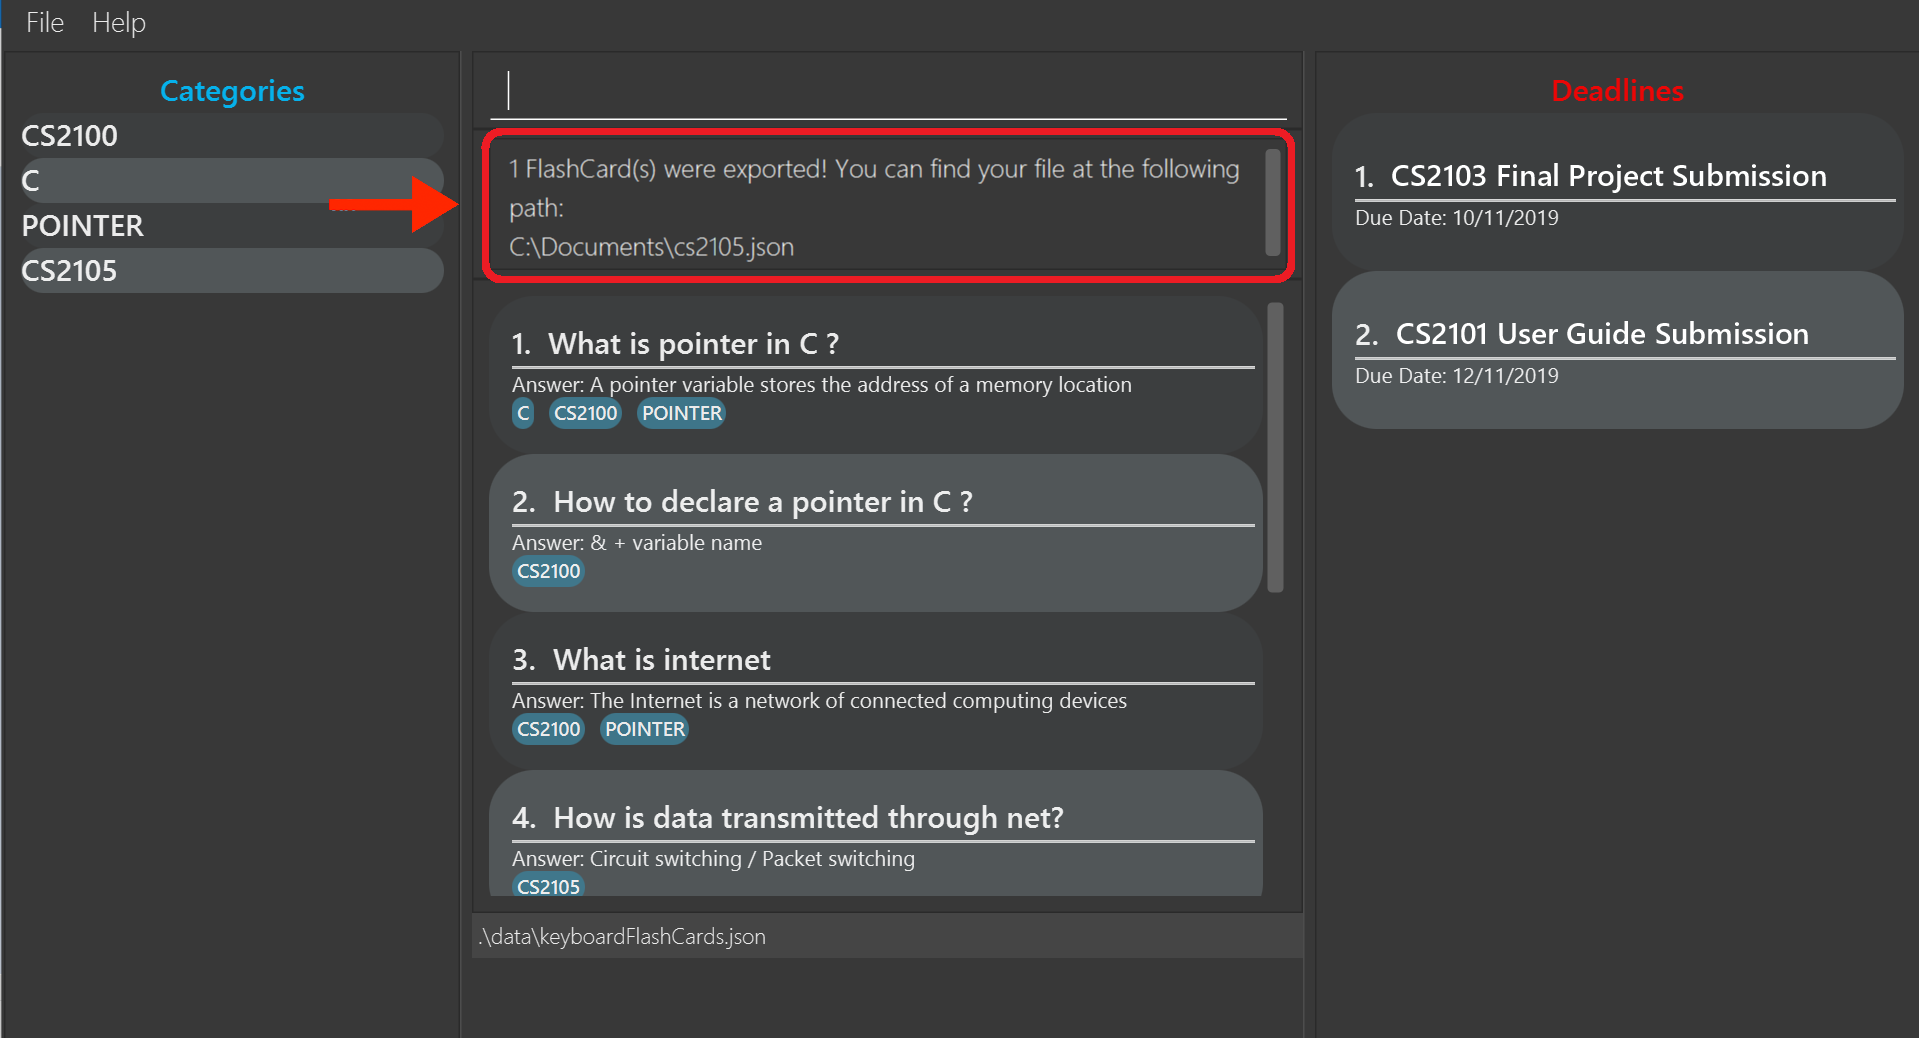 File Help
Categories
CS2100
C
POINTER
CS2105
1 FlashCard(s) were exported! You can find your file at the following
path:
C:\Documents\cs2105.json
1. What is pointer in C ?
Answer: A pointer variable stores the address of a memory location
C CS2100 POINTER
2. How to declare a pointer in C ?
Answer: & + variable name
CS2100
3. What is internet
Answer: The Internet is a network of connected computing devices
CS2100 POINTER
4. How is data transmitted through net?
Answer: Circuit switching / Packet switching
CS2105
.\data\keyboardFlashCards.json
Deadlines
1. CS2103 Final Project Submission
Due Date: 10/11/2019
2. CS2101 User Guide Submission
Due Date: 12/11/2019